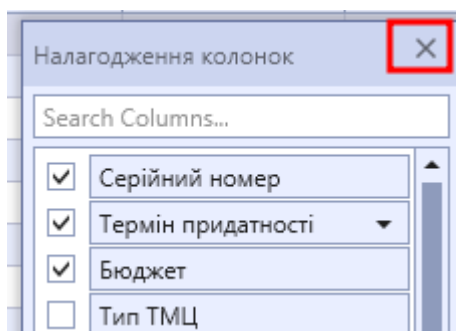 Налагодження колонок
Search Columns...
Серійний номер
Термін придатності
Бюджет
Тип ТМЦ